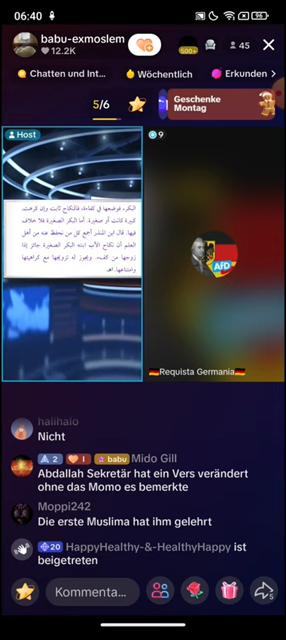 06:40
96
babu-exmoslem
12.2K
500+
45
Chatten und Int...
Wöchentlich
Erkunden
5/6
Geschenke
Montag
Host
9
البكر، فوضعها في كفاءة، فالنكاح ثابت وإن كرهت،
كبيرة كانت أو صغيرة. أما البكر الصغيرة فلا خلاف
فيها. قال ابن المنذر أجمع كل من نحفظ عنه من أهل
العلم أن نكاح الأب ابنته البكر الصغيرة جائز إذا
زوجها من كفء. ويجوز له تزويجها مع كراهيتها
وامتناعها. اهـ
AfD
Requista Germania
haiihaio
Nicht
2
I
babu
Mido Gill
Abdallah Sekretär hat ein Vers verändert
ohne das Momo es bemerkte
Moppi242
Die erste Muslima hat ihm gelehrt
20
HappyHealthy-&-HealthyHappy ist
beigetreten
Kommenta...
5